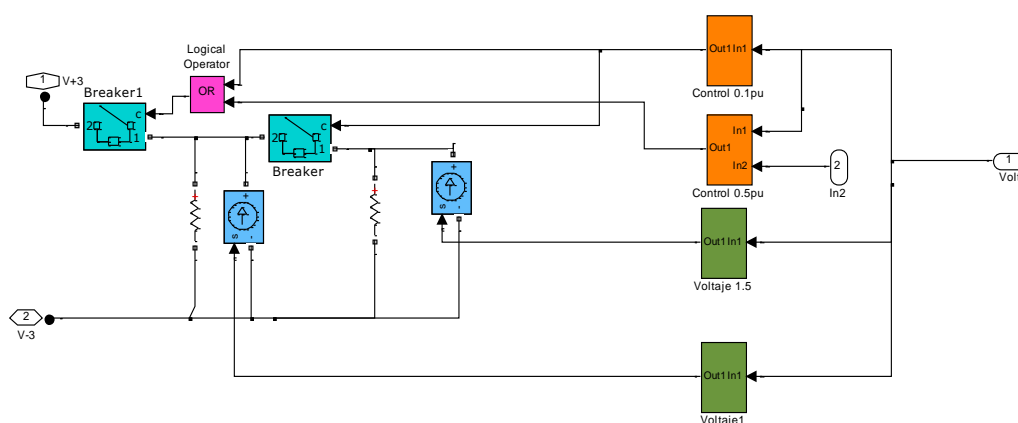 Logical
Operator
OR
1
V+3
Breaker1
c
2
1
Breaker
c
2
1
+
s
-
+
s
-
+
+
Out1 In1
Control 0.1pu
In1
Out1
In2
Control 0.5pu
2
In2
1
Volt
Out1 In1
Voltaje 1.5
2
V-3
Out1 In1
Voltaje1